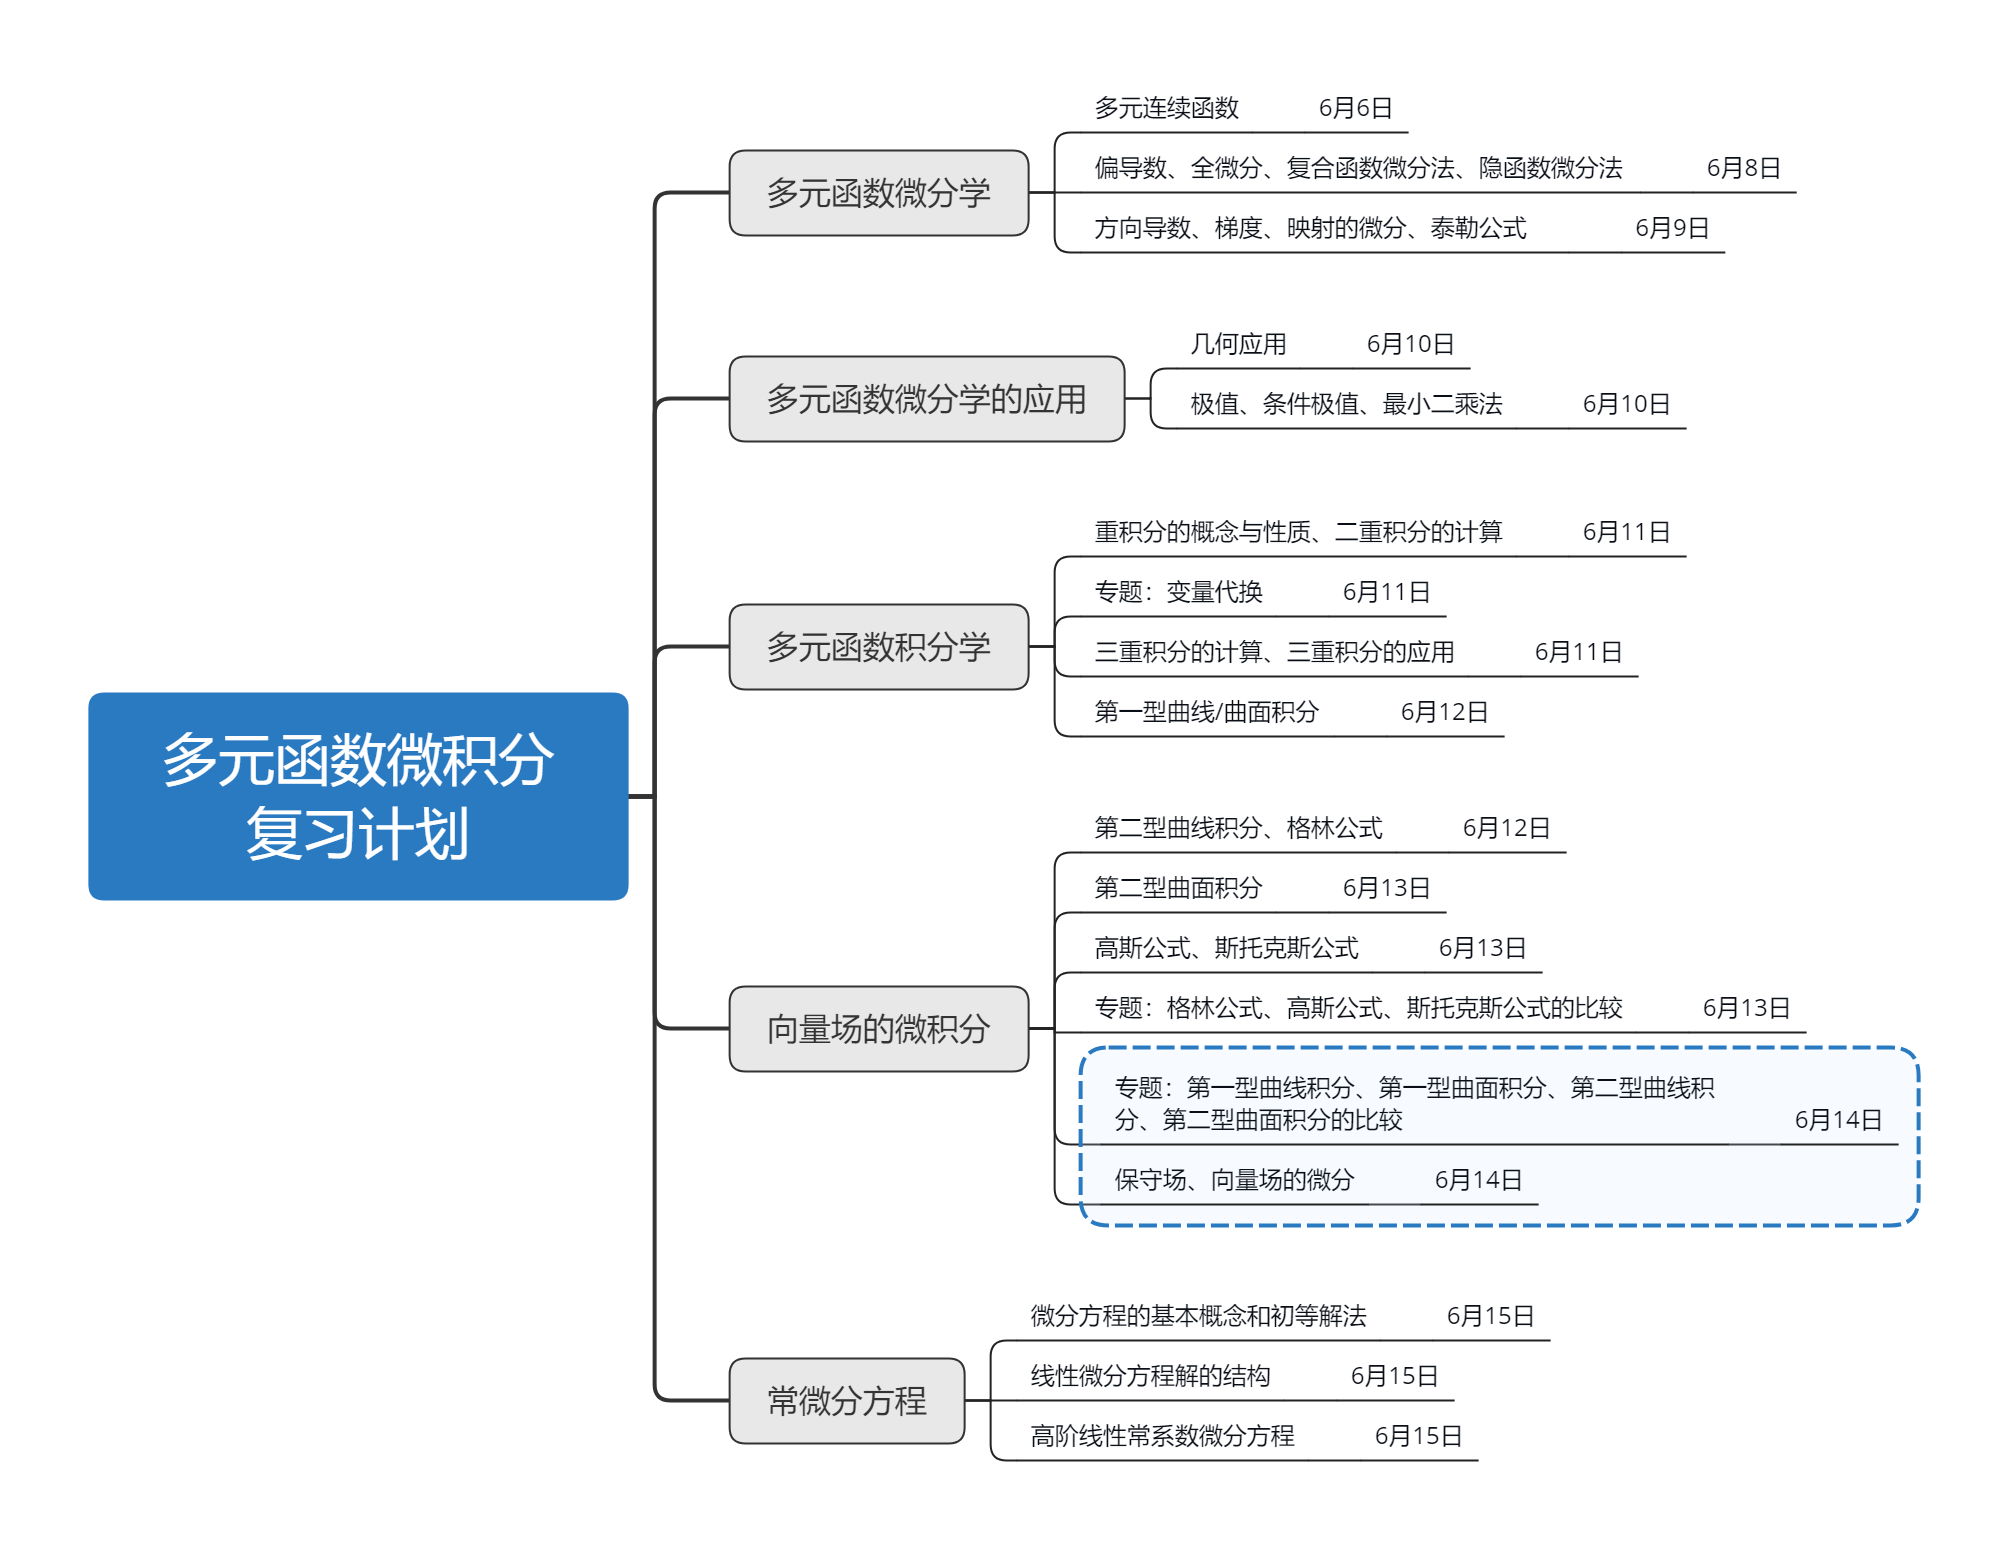 多元函数微积分
复习计划
多元函数微分学
多元连续函数 6月6日
偏导数、全微分、复合函数微分法、隐函数微分法 6月8日
方向导数、梯度、映射的微分、泰勒公式 6月9日
多元函数微分学的应用
几何应用 6月10日
极值、条件极值、最小二乘法 6月10日
多元函数积分学
重积分的概念与性质、二重积分的计算 6月11日
专题：变量代换 6月11日
三重积分的计算、三重积分的应用 6月11日
第一型曲线/曲面积分 6月12日
向量场的微积分
第二型曲线积分、格林公式 6月12日
第二型曲面积分 6月13日
高斯公式、斯托克斯公式 6月13日
专题：格林公式、高斯公式、斯托克斯公式的比较 6月13日
专题：第一型曲线积分、第一型曲面积分、第二型曲线积
分、第二型曲面积分的比较 6月14日
保守场、向量场的微分 6月14日
常微分方程
微分方程的基本概念和初等解法 6月15日
线性微分方程解的结构 6月15日
高阶线性常系数微分方程 6月15日